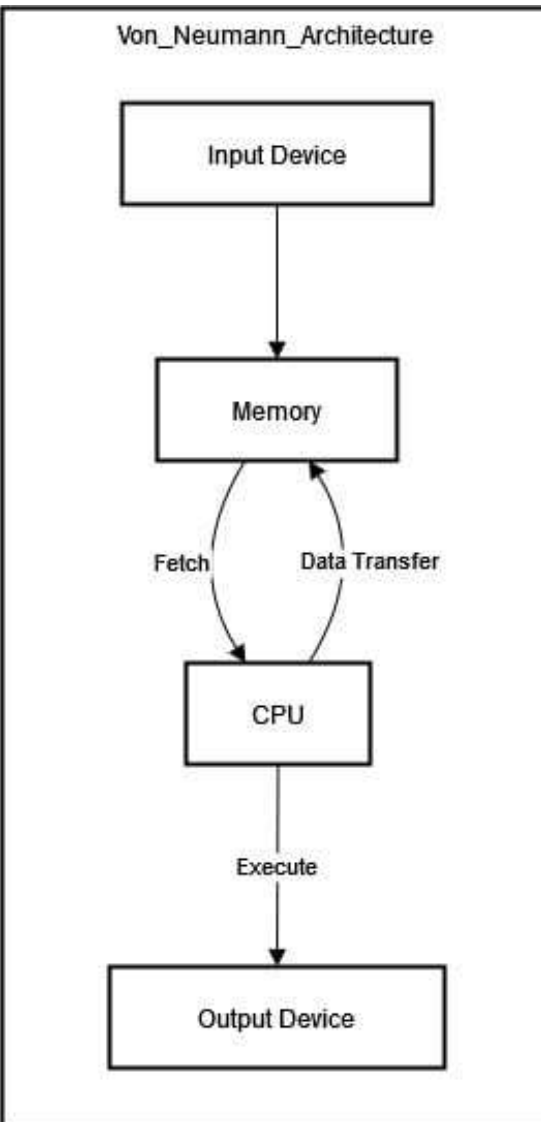 Von_Neumann_Architecture
Input Device
Memory
Fetch
Data Transfer
CPU
Execute
Output Device